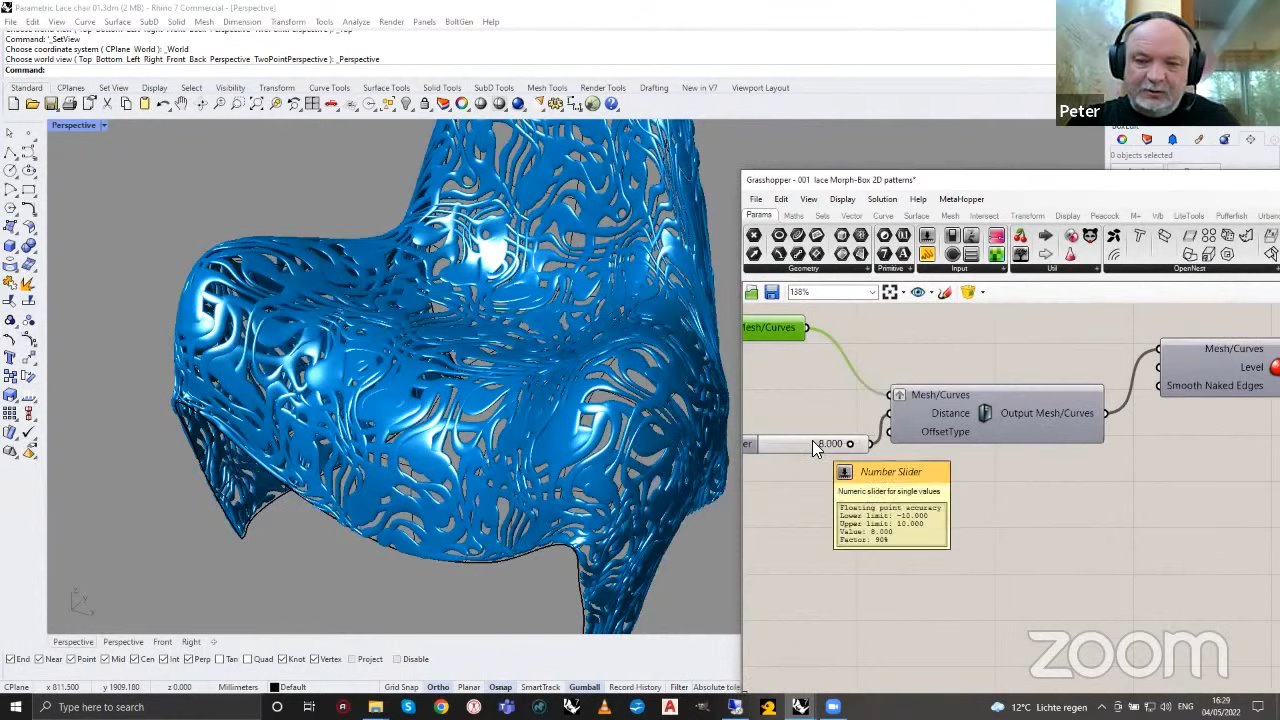 Parametric Lace chair 01.3dm (2 MB) - Rhino 7 Commercial - [Perspective]
File Edit View Curve Surface SubD Solid Mesh Dimension Transform Tools Analyze Render Panels BoltGen Help
Command: '_SetView
Choose coordinate system ( CPlane World ): _World
Choose world view ( Top Bottom Left Right Front Back Perspective TwoPointPerspective ): _Perspective
Command:
Standard CPlanes Set View Display Select Visibility Transform Curve Tools Surface Tools Solid Tools SubD Tools Mesh Tools Render Tools Drafting New in V7 Viewport Layout
Peter
Perspective
0 objects selected
Grasshopper - 001 lace Morph-Box 2D patterns*
File Edit View Display Solution Help MetaHopper
Params Maths Sets Vector Curve Surface Mesh Intersect Transform Display Peacock M+ Wb LiteTools Pufferfish Urbano
Geometry Primitive Input Util OpenNest
138%
Mesh/Curves
Mesh/Curves
Level
Smooth Naked Edges
Mesh/Curves
Distance
OffsetType
Output Mesh/Curves
8.000
Number Slider
Numeric slider for single values
Floating point accuracy
Lower limit: -10.000
Upper limit: 10.000
Value: 8.000
Factor: 90%
z
y
x
Perspective Perspective Front Right
End Near Point Mid Cen Int Perp Tan Quad Knot Vertex Project Disable
CPlane x 811.500 y 1909.180 z 0.000 Millimeters Default Grid Snap Ortho Planar Osnap SmartTrack Gumball Record History Filter Absolute tole
zoom
Type here to search
12°C Lichte regen
16:29
04/05/2022